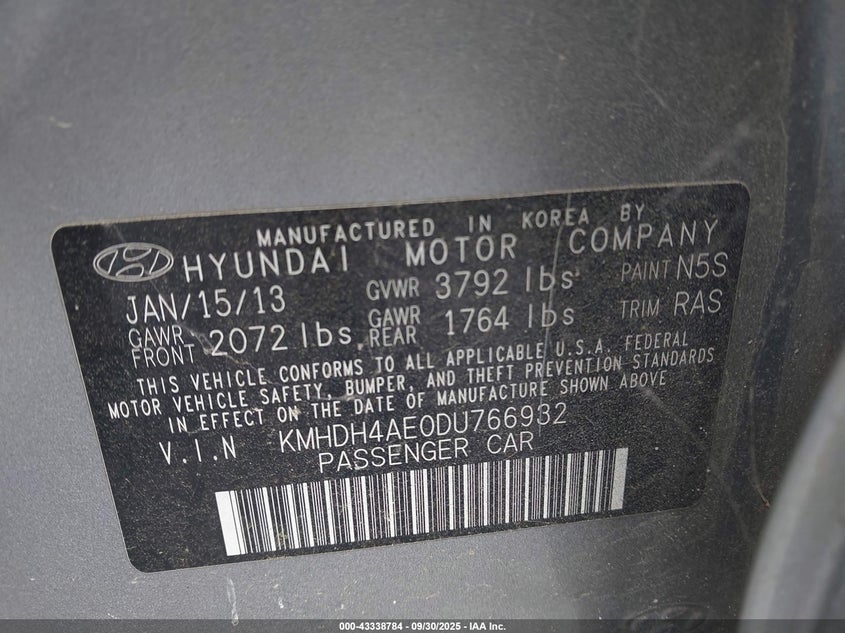 MANUFACTURED IN KOREA BY
HYUNDAI MOTOR COMPANY
JAN/15/13 GVWR 3792 lbs PAINT N5S
GAWR FRONT 2072 lbs. GAWR REAR 1764 lbs TRIM RAS
THIS VEHICLE CONFORMS TO ALL APPLICABLE U.S.A. FEDERAL
MOTOR VEHICLE SAFETY, BUMPER, AND THEFT PREVENTION STANDARDS
IN EFFECT ON THE DATE OF MANUFACTURE SHOWN ABOVE
V.I.N KMHDH4AE0DU766932
PASSENGER CAR
000-43338784 - 09/30/2025 - IAA Inc.